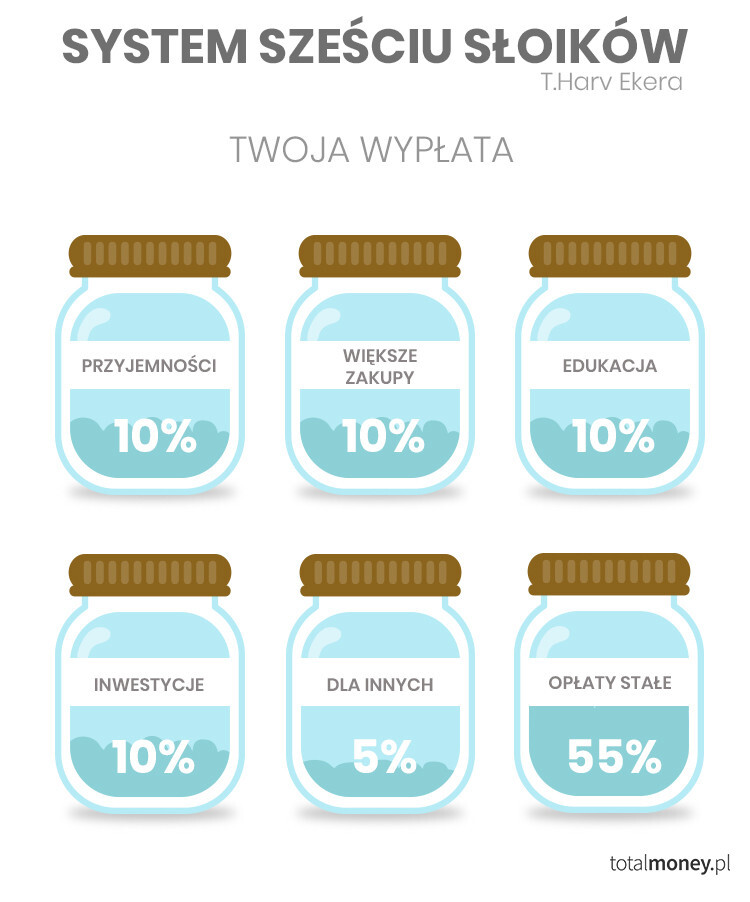 SYSTEM SZEŚCIU SŁOIKÓW
T.Harv Ekera
TWOJA WYPŁATA
PRZYJEMNOŚCI
10%
WIĘKSZE
ZAKUPY
10%
EDUKACJA
10%
INWESTYCJE
10%
DLA INNYCH
5%
OPŁATY STAŁE
55%
totalmoney.pl